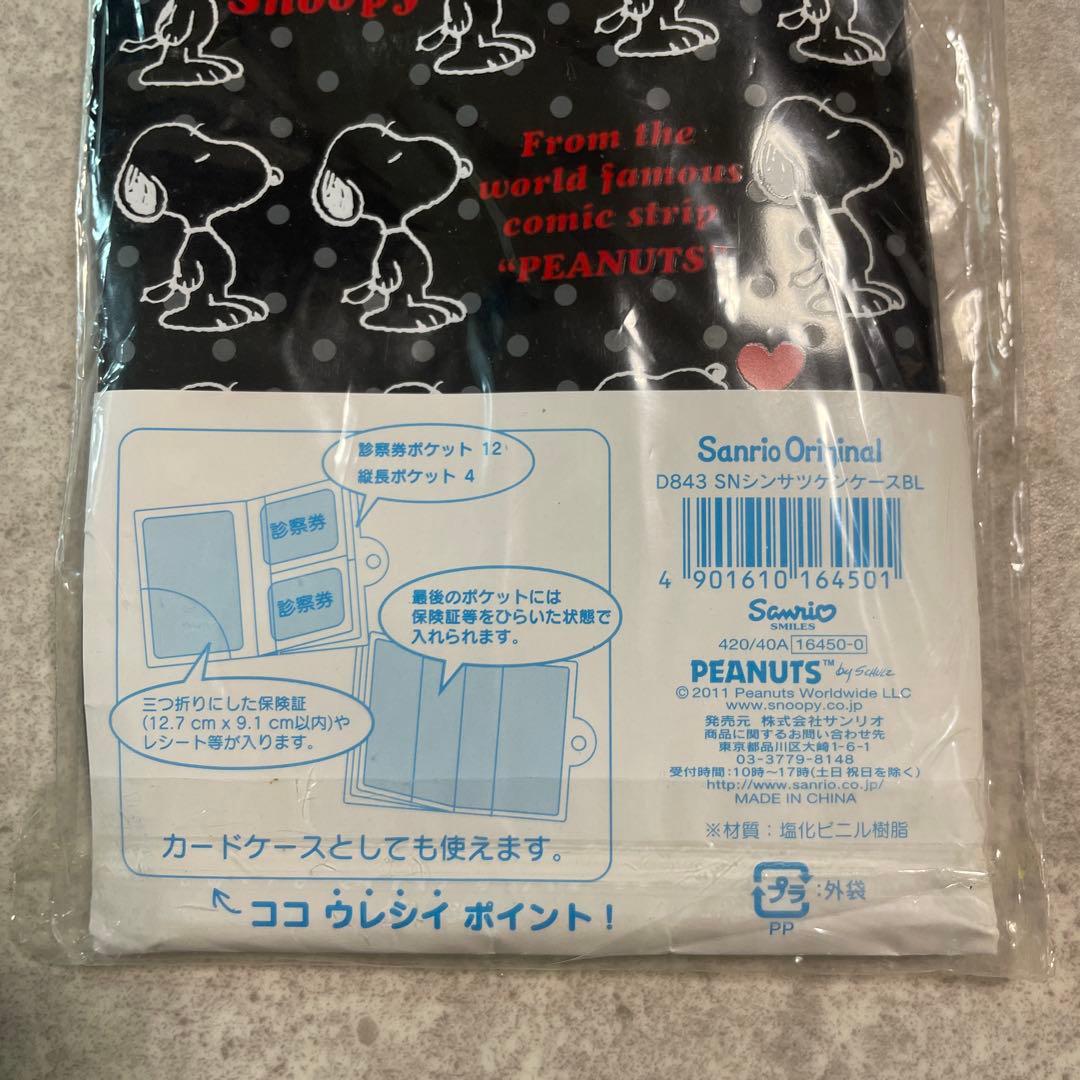 Snoopy
From the
world famous
comic strip
“PEANUTS”
診察券ポケット 12
縦長ポケット 4
診察券
診察券
最後のポケットには
保険証等をひらいた状態で
入れられます。
三つ折りにした保険証
(12.7 cm x 9.1 cm以内)や
レシート等が入ります。
カードケースとしても使えます。
ココ ウレシイ ポイント!
Sanrio Original
D843 SNシンサツケンケースBL
4 901610 164501
Sanrio
SMILES
420/40A 16450-0
PEANUTS™ by SCHULZ
© 2011 Peanuts Worldwide LLC
www.snoopy.co.jp
発売元 株式会社サンリオ
商品に関するお問い合わせ先
東京都品川区大崎1-6-1
03-3779-8148
受付時間:10時~17時(土日祝日を除く)
http://www.sanrio.co.jp/
MADE IN CHINA
※材質:塩化ビニル樹脂
プラ :外袋
PP